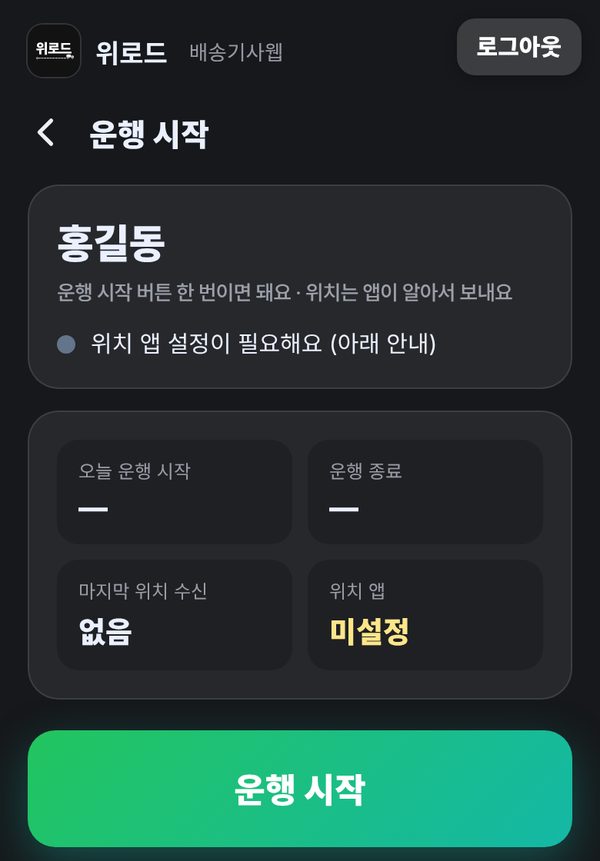 위로드
위로드 배송기사웹
로그아웃
운행 시작
홍길동
운행 시작 버튼 한 번이면 돼요 · 위치는 앱이 알아서 보내요
위치 앱 설정이 필요해요 (아래 안내)
오늘 운행 시작
—
운행 종료
—
마지막 위치 수신
없음
위치 앱
미설정
운행 시작